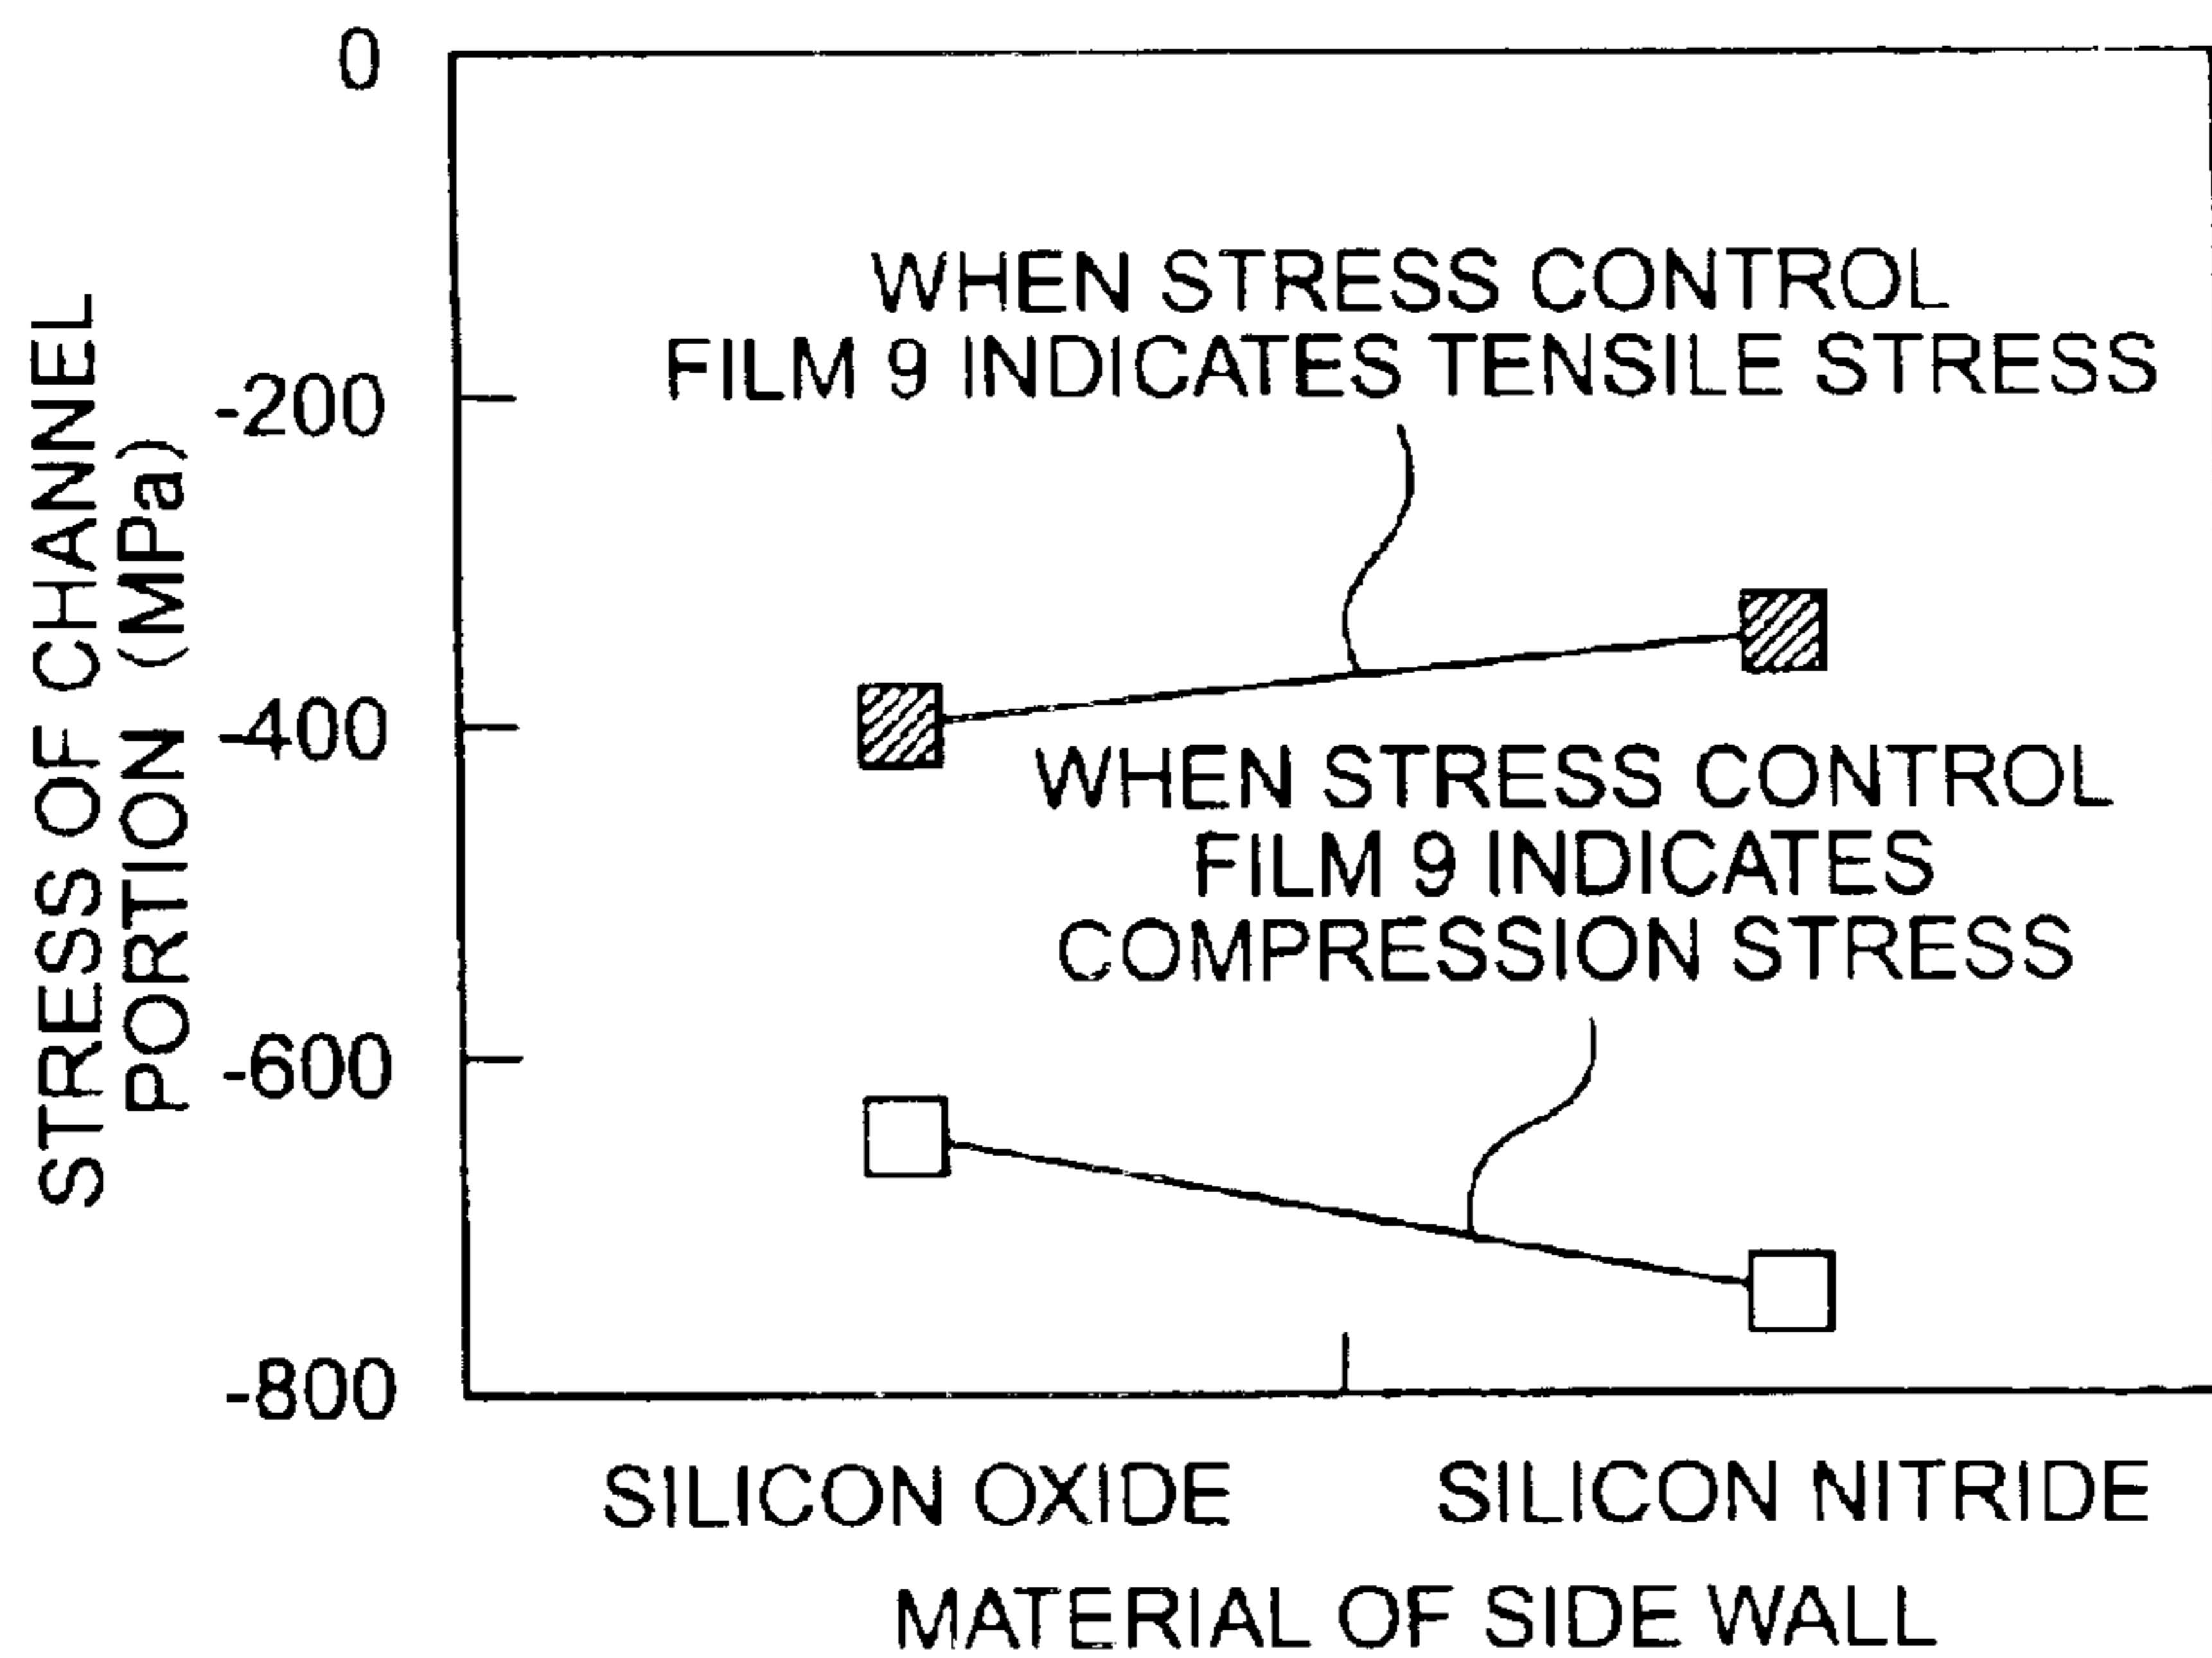 STRESS OF CHANNEL
PORTION (MPa)
0
-200
-400
-600
-800
WHEN STRESS CONTROL
FILM 9 INDICATES TENSILE STRESS
WHEN STRESS CONTROL
FILM 9 INDICATES
COMPRESSION STRESS
SILICON OXIDE
SILICON NITRIDE
MATERIAL OF SIDE WALL